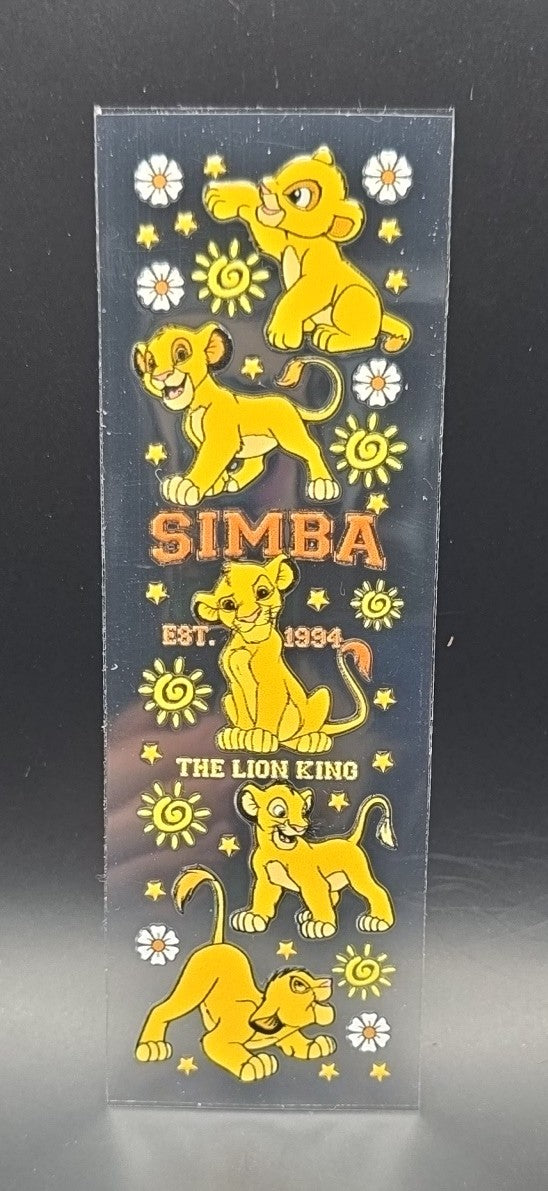 SIMBA
EST. 1994
THE LION KING